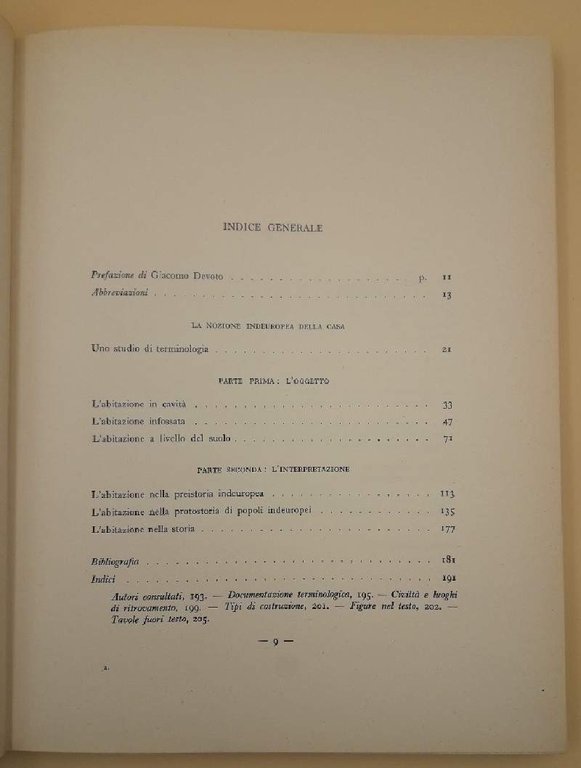 INDICE GENERALE
Prefazione di Giacomo Devoto . . . . . . . . . . . . . . . . . . p. 11
Abbreviazioni . . . . . . . . . . . . . . . . . . . . . . . . . . . . 13
LA NOZIONE INDEUROPEA DELLA CASA
Uno studio di terminologia . . . . . . . . . . . . . . . . . . . . . . 21
PARTE PRIMA: L'OGGETTO
L'abitazione in cavità . . . . . . . . . . . . . . . . . . . . . . . . 33
L'abitazione infossata . . . . . . . . . . . . . . . . . . . . . . . . 47
L'abitazione a livello del suolo . . . . . . . . . . . . . . . . . . . . 71
PARTE SECONDA: L'INTERPRETAZIONE
L'abitazione nella preistoria indeuropea . . . . . . . . . . . . . . . . 113
L'abitazione nella protostoria di popoli indeuropei . . . . . . . . . . . . 135
L'abitazione nella storia . . . . . . . . . . . . . . . . . . . . . . . 177
Bibliografia . . . . . . . . . . . . . . . . . . . . . . . . . . . . 181
Indici . . . . . . . . . . . . . . . . . . . . . . . . . . . . . . . 191
Autori consultati, 193. — Documentazione terminologica, 195. — Civiltà e luoghi
di ritrovamento, 199. — Tipi di costruzione, 201. — Figure nel testo, 202. —
Tavole fuori testo, 205.
— 9 —
2.